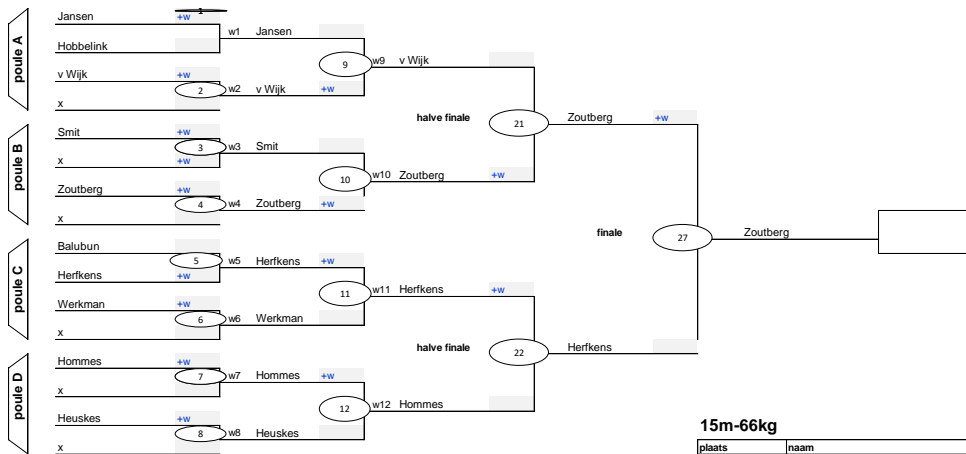 Jansen +w 1
w1 Jansen
Hobbelink
9 w9 v Wijk
v Wijk +w
2 w2 v Wijk +w
x
poule A
halve finale 21 Zoutberg +w
Smit +w
3 w3 Smit
x +w
10 w10 Zoutberg +w
Zoutberg +w
4 w4 Zoutberg +w
x
poule B
finale 27 Zoutberg
Balubun
5 w5 Herfkens +w
Herfkens +w
11 w11 Herfkens +w
Werkman +w
6 w6 Werkman
x
poule C
halve finale 22 Herfkens
Hommes +w
7 w7 Hommes +w
x
12 w12 Hommes
Heuskes +w
8 w8 Heuskes
x
poule D
15m-66kg
plaats naam